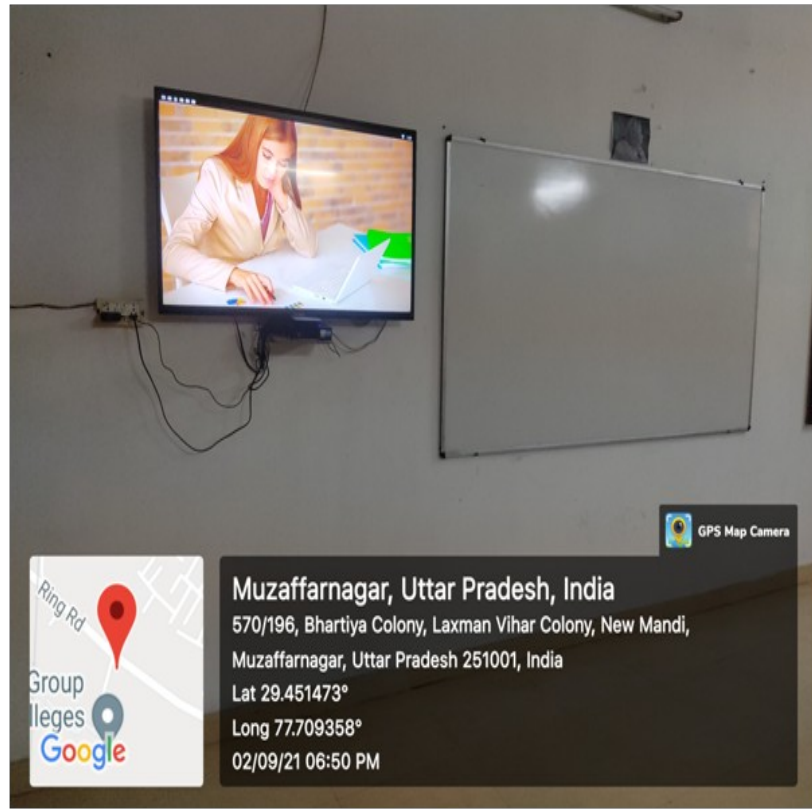 GPS Map Camera
Ring Rd
Group
lleges
Google
Muzaffarnagar, Uttar Pradesh, India
570/196, Bhartiya Colony, Laxman Vihar Colony, New Mandi,
Muzaffarnagar, Uttar Pradesh 251001, India
Lat 29.451473°
Long 77.709358°
02/09/21 06:50 PM